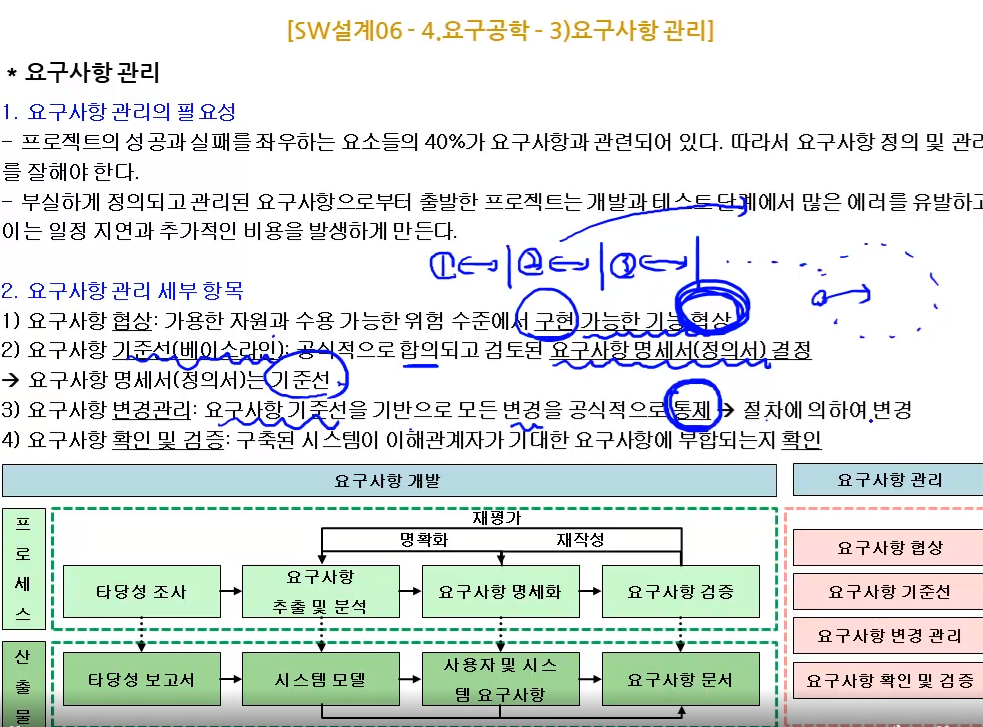 [SW설계06 - 4.요구공학 - 3)요구사항 관리]
* 요구사항 관리
1. 요구사항 관리의 필요성
- 프로젝트의 성공과 실패를 좌우하는 요소들의 40%가 요구사항과 관련되어 있다. 따라서 요구사항 정의 및 관리
를 잘해야 한다.
- 부실하게 정의되고 관리된 요구사항으로부터 출발한 프로젝트는 개발과 테스트 단계에서 많은 에러를 유발하고
이는 일정 지연과 추가적인 비용을 발생하게 만든다.
① ② ③
2. 요구사항 관리 세부 항목
1) 요구사항 협상: 가용한 자원과 수용 가능한 위험 수준에서 구현 가능한 기능 협상
2) 요구사항 기준선(베이스라인): 공식적으로 합의되고 검토된 요구사항 명세서(정의서) 결정
→ 요구사항 명세서(정의서)는 기준선
3) 요구사항 변경관리: 요구사항 기준선을 기반으로 모든 변경을 공식적으로 통제 → 절차에 의하여 변경
4) 요구사항 확인 및 검증: 구축된 시스템이 이해관계자가 기대한 요구사항에 부합되는지 확인
요구사항 개발 요구사항 관리
프로세스
재평가
명확화 재작성
타당성 조사 요구사항 추출 및 분석 요구사항 명세화 요구사항 검증
요구사항 협상
요구사항 기준선
요구사항 변경 관리
요구사항 확인 및 검증
산출물
타당성 보고서 시스템 모델 사용자 및 시스템 요구사항 요구사항 문서